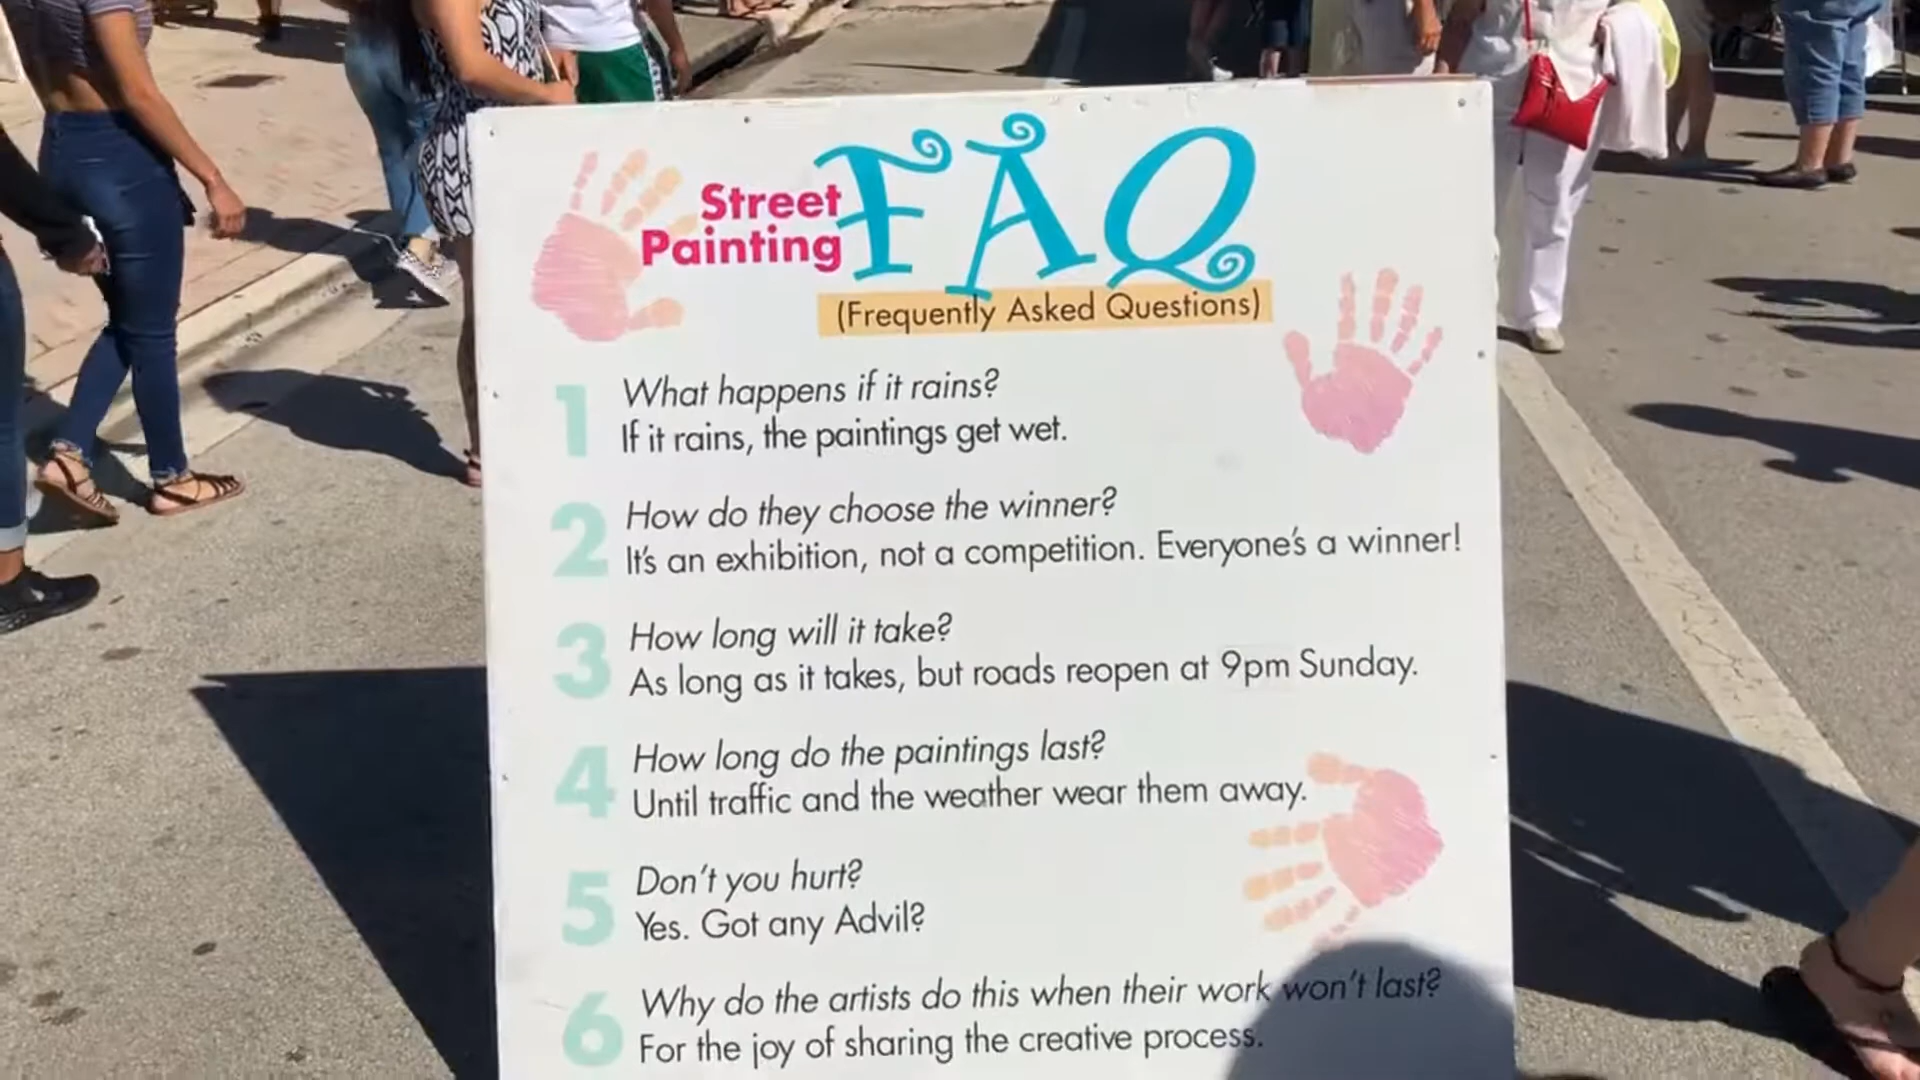 Street
Painting
FAQ
(Frequently Asked Questions)
1 What happens if it rains?
If it rains, the paintings get wet.
2 How do they choose the winner?
It's an exhibition, not a competition. Everyone's a winner!
3 How long will it take?
As long as it takes, but roads reopen at 9pm Sunday.
4 How long do the paintings last?
Until traffic and the weather wear them away.
5 Don't you hurt?
Yes. Got any Advil?
6 Why do the artists do this when their work won't last?
For the joy of sharing the creative process.